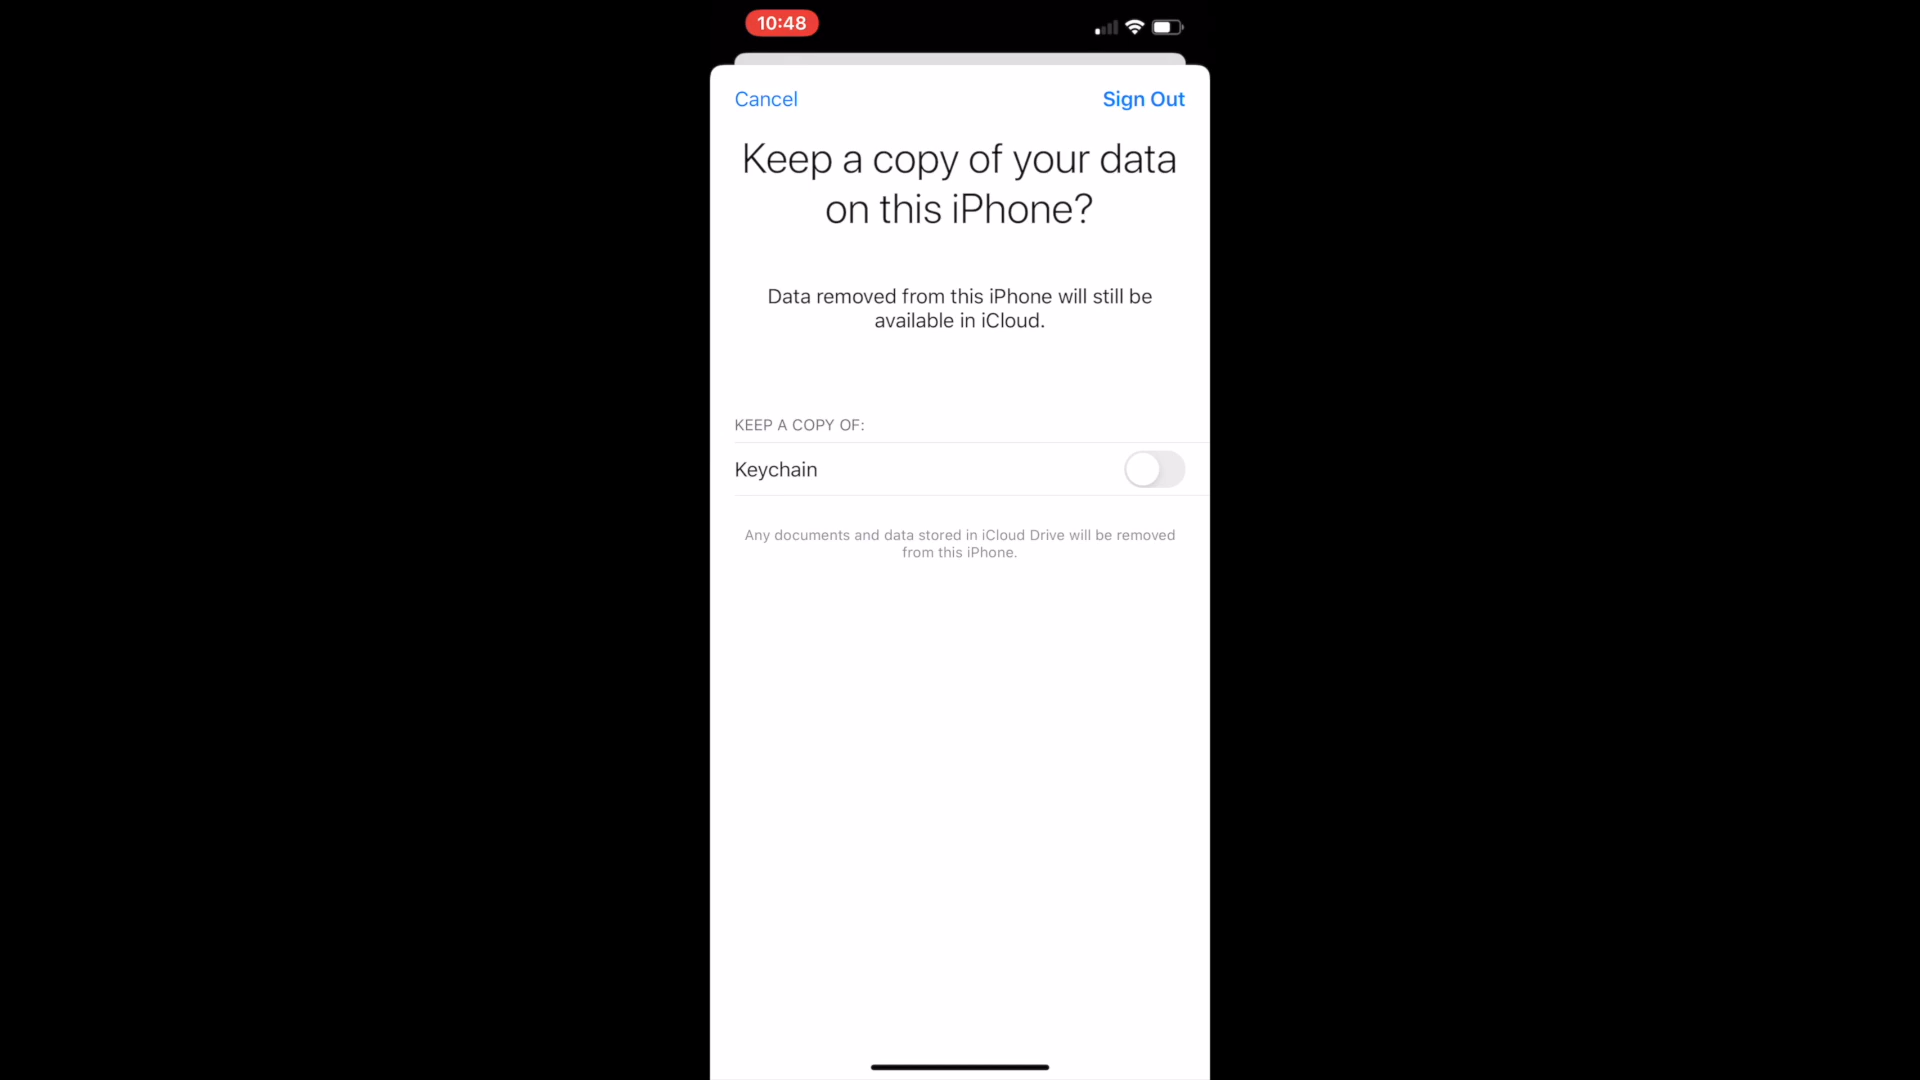 10:48
Cancel
Sign Out
Keep a copy of your data
on this iPhone?
Data removed from this iPhone will still be
available in iCloud.
KEEP A COPY OF:
Keychain
Any documents and data stored in iCloud Drive will be removed
from this iPhone.